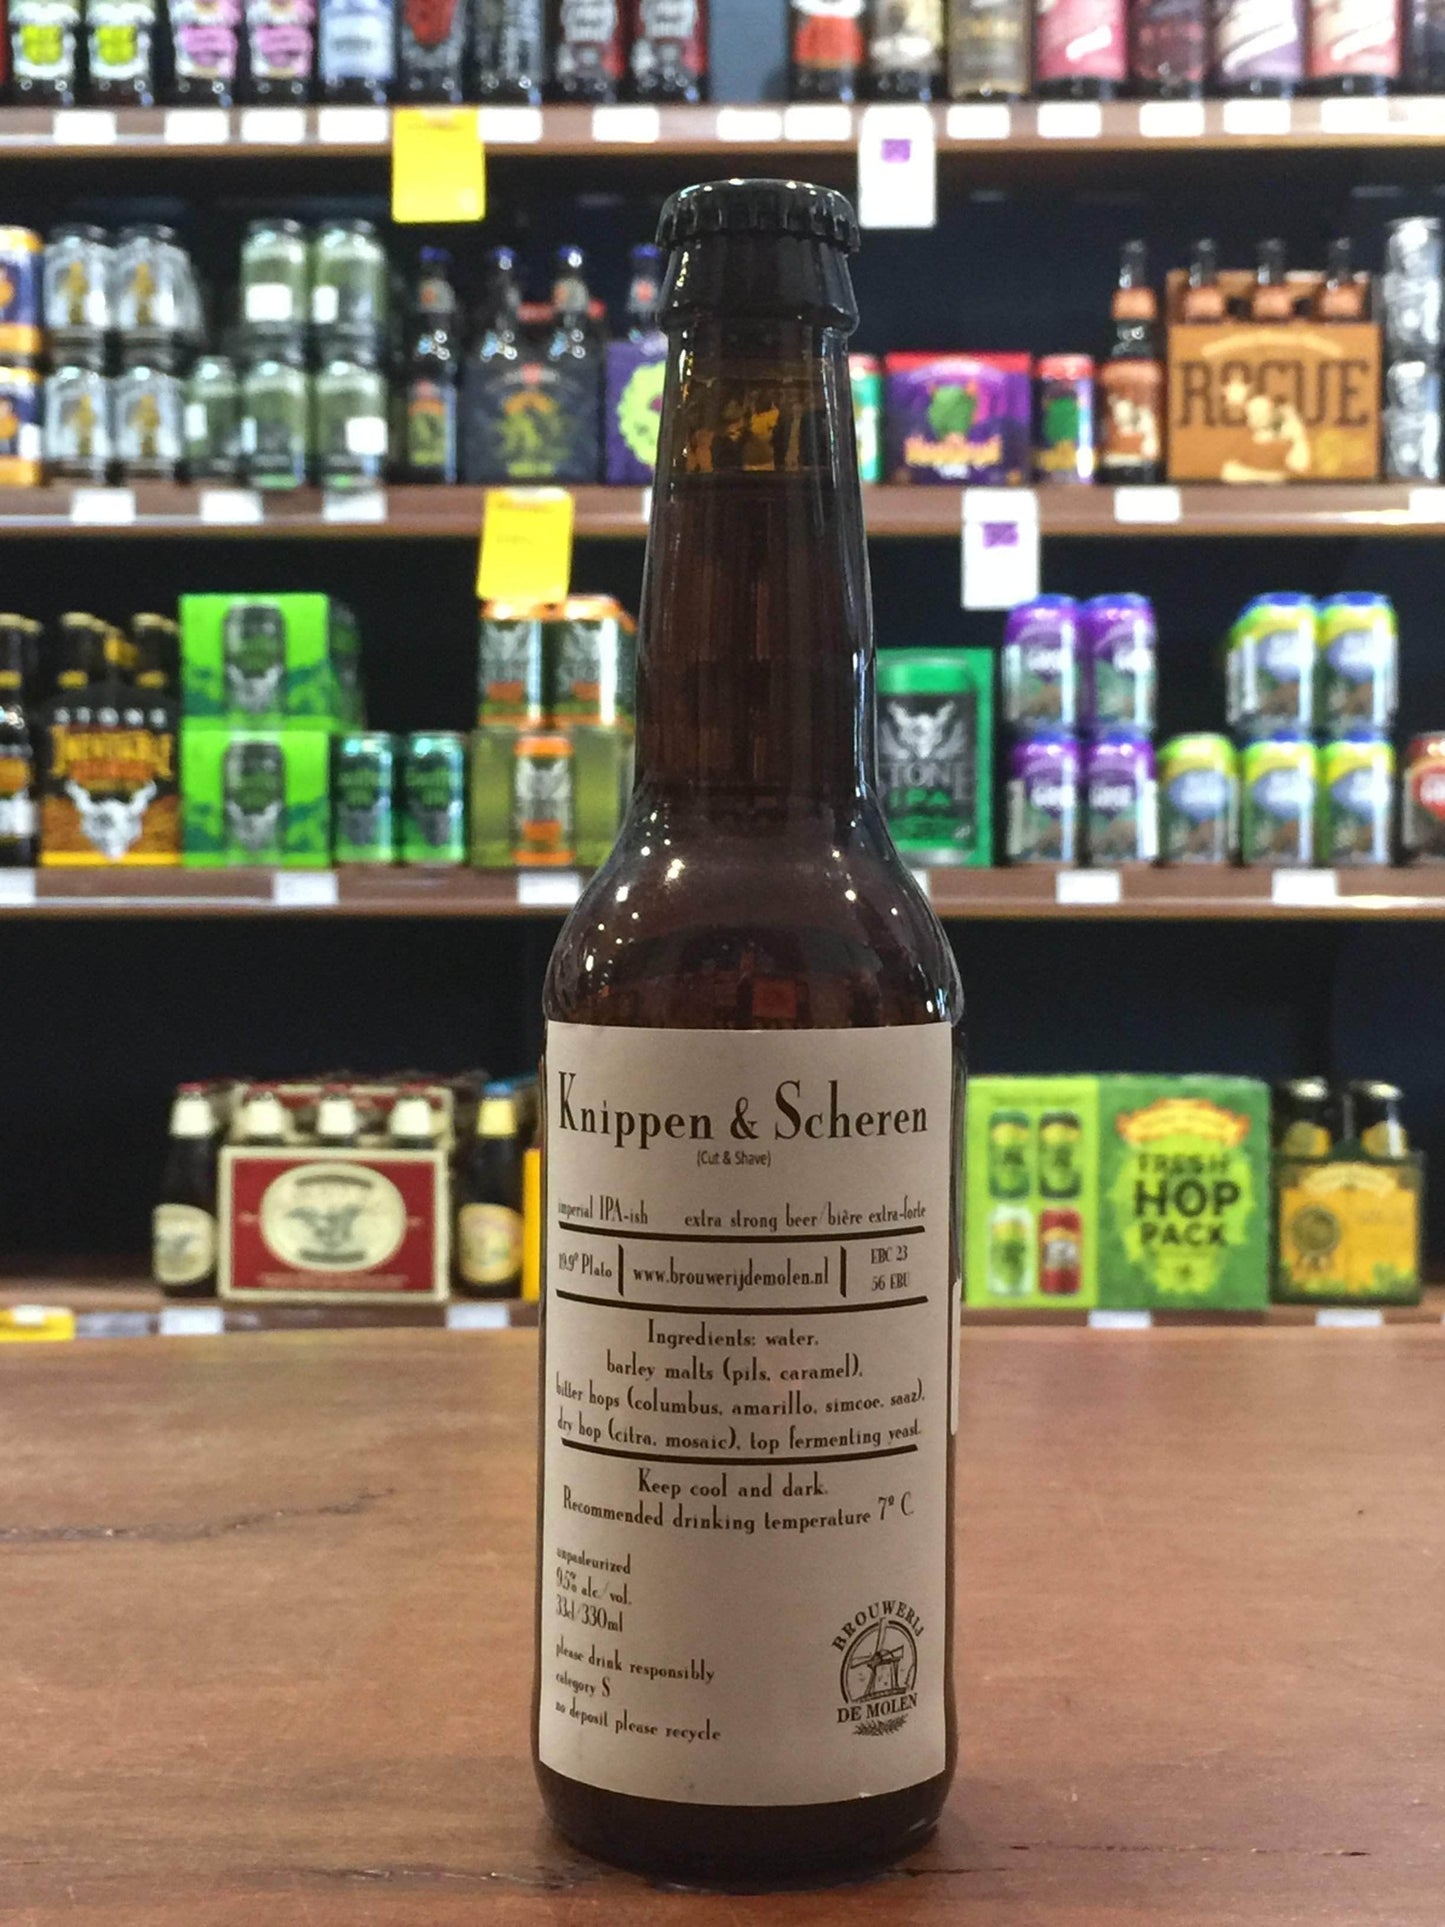 ROGUE
STONE
STONE
IPA
Knippen & Scheren
(Cut & Shave)
imperial IPA-ish extra strong beer/bière extra-forte
19.9° Plato www.brouwerijdemolen.nl EBC 23
56 EBU
Ingredients: water,
barley malts (pils, caramel),
bitter hops (columbus, amarillo, simcoe, saaz),
dry hop (citra, mosaic), top fermenting yeast.
Keep cool and dark.
Recommended drinking temperature 7° C
unpasteurized
9.5% alc/vol.
33cl/330ml
please drink responsibly
category S
no deposit please recycle
BROUWERIJ
DE MOLEN
FRESH
HOP
PACK